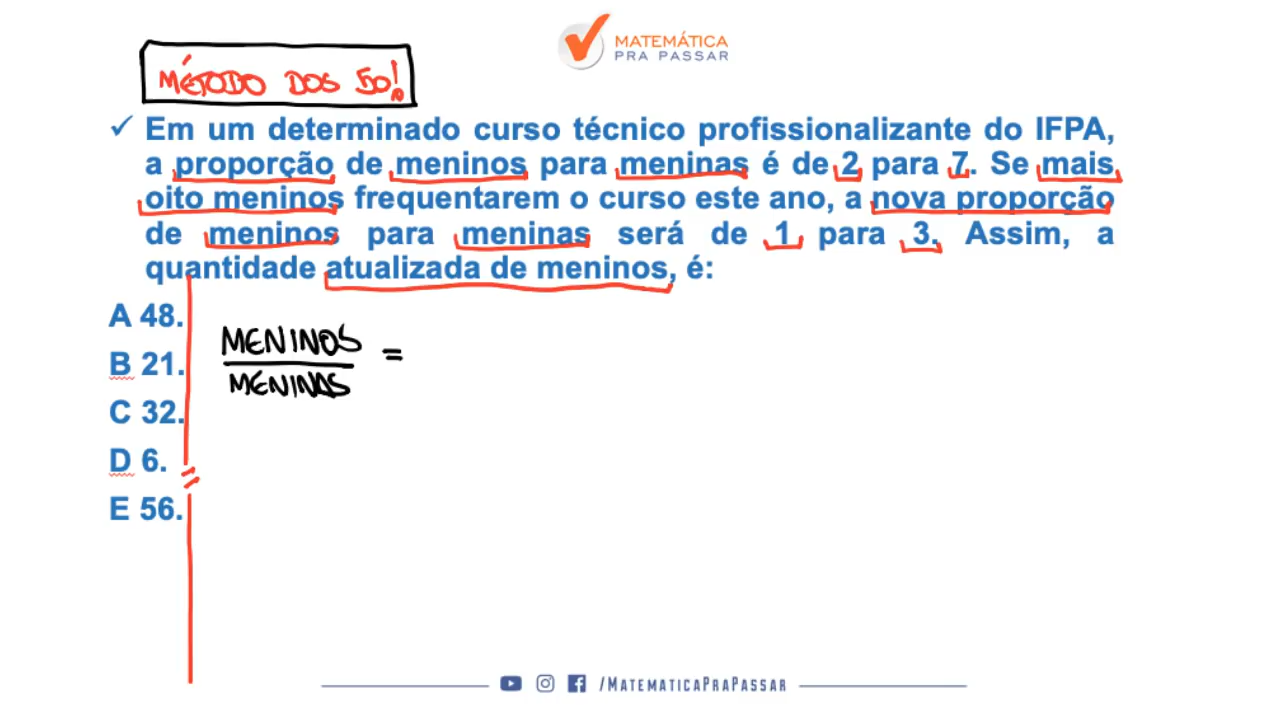 MATEMÁTICA
PRA PASSAR
MÉTODO DOS 50!
✓ Em um determinado curso técnico profissionalizante do IFPA,
a proporção de meninos para meninas é de 2 para 7. Se mais
oito meninos frequentarem o curso este ano, a nova proporção
de meninos para meninas será de 1 para 3. Assim, a
quantidade atualizada de meninos, é:
A 48.
B 21.
C 32.
D 6.
E 56.
MENINOS =
MENINAS
/MATEMATICAPRAPASSAR